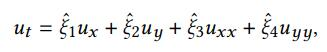 $u_t = \hat{\xi}_1 u_x + \hat{\xi}_2 u_y + \hat{\xi}_3 u_{xx} + \hat{\xi}_4 u_{yy},$